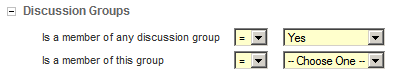 Discussion Groups
Is a member of any discussion group = Yes
Is a member of this group = -- Choose One --